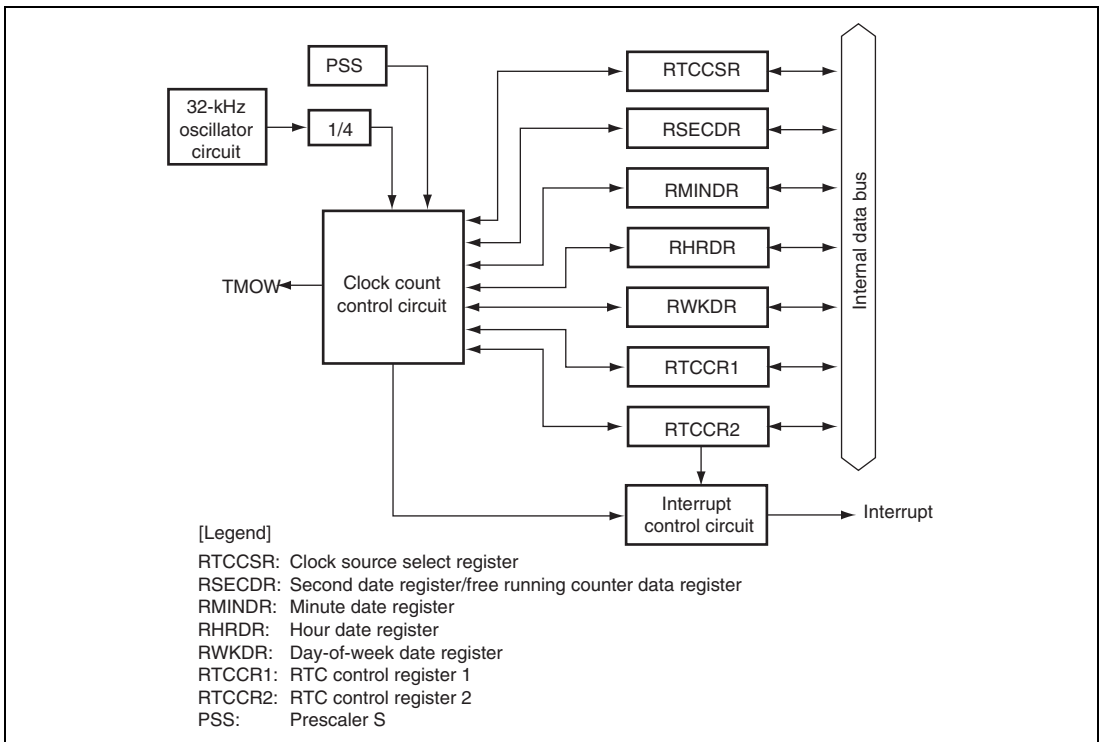 PSS
32-kHz
oscillator
circuit
1/4
Clock count
control circuit
TMOW
RTCCSR
RSECDR
RMINDR
RHRDR
RWKDR
RTCCR1
RTCCR2
Internal data bus
Interrupt
control circuit
Interrupt
[Legend]
RTCCSR: Clock source select register
RSECDR: Second date register/free running counter data register
RMINDR: Minute date register
RHRDR: Hour date register
RWKDR: Day-of-week date register
RTCCR1: RTC control register 1
RTCCR2: RTC control register 2
PSS: Prescaler S